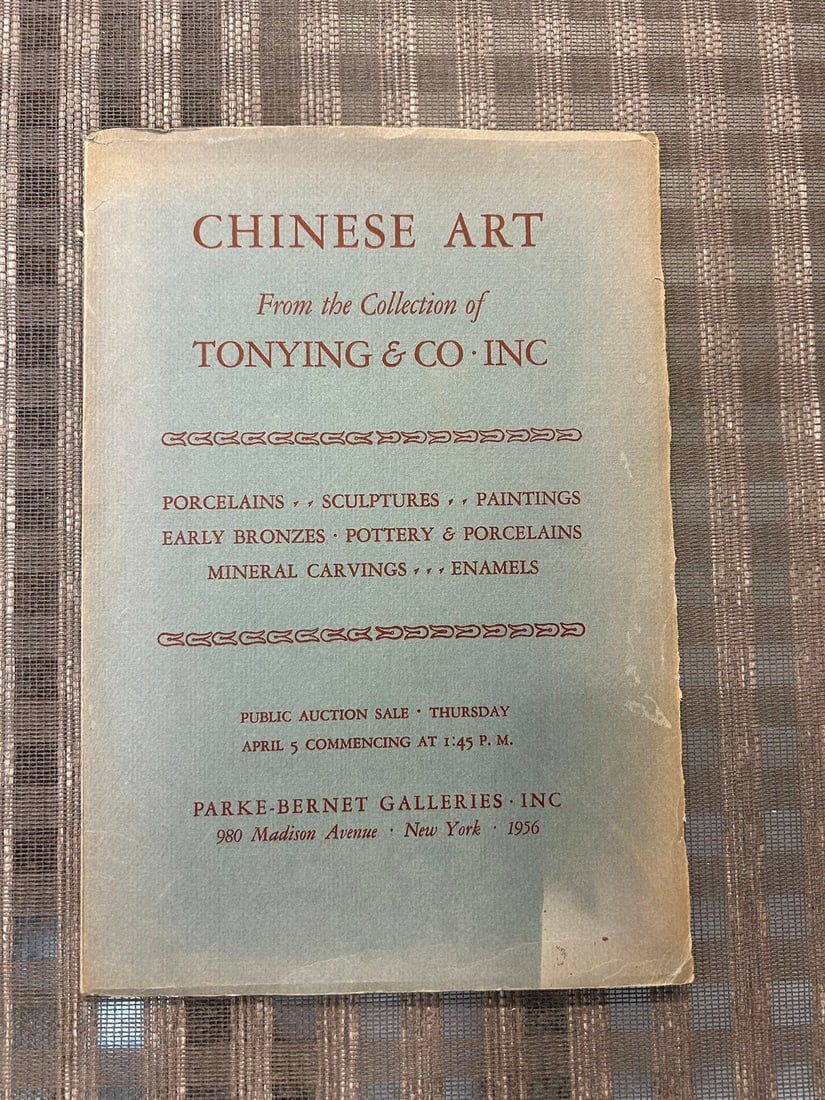 CHINESE ART
From the Collection of
TONYING & CO · INC
PORCELAINS , , SCULPTURES , , PAINTINGS
EARLY BRONZES · POTTERY & PORCELAINS
MINERAL CARVINGS , , , ENAMELS
PUBLIC AUCTION SALE · THURSDAY
APRIL 5 COMMENCING AT 1:45 P. M.
PARKE-BERNET GALLERIES · INC
980 Madison Avenue · New York · 1956